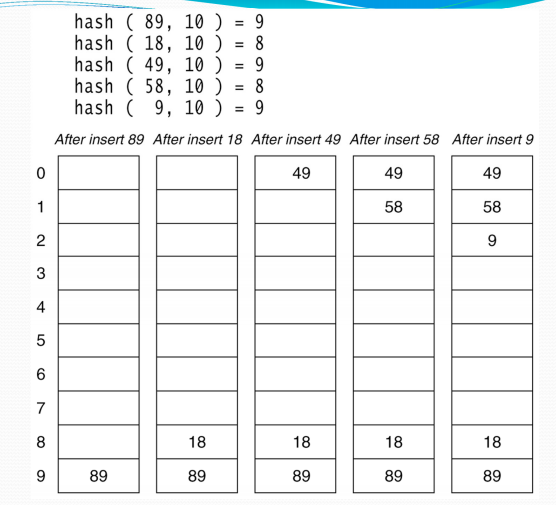 hash ( 89, 10 ) = 9
hash ( 18, 10 ) = 8
hash ( 49, 10 ) = 9
hash ( 58, 10 ) = 8
hash ( 9, 10 ) = 9
After insert 89 After insert 18 After insert 49 After insert 58 After insert 9
0 49 49 49
1 58 58
2 9
3
4
5
6
7
8 18 18 18 18
9 89 89 89 89 89